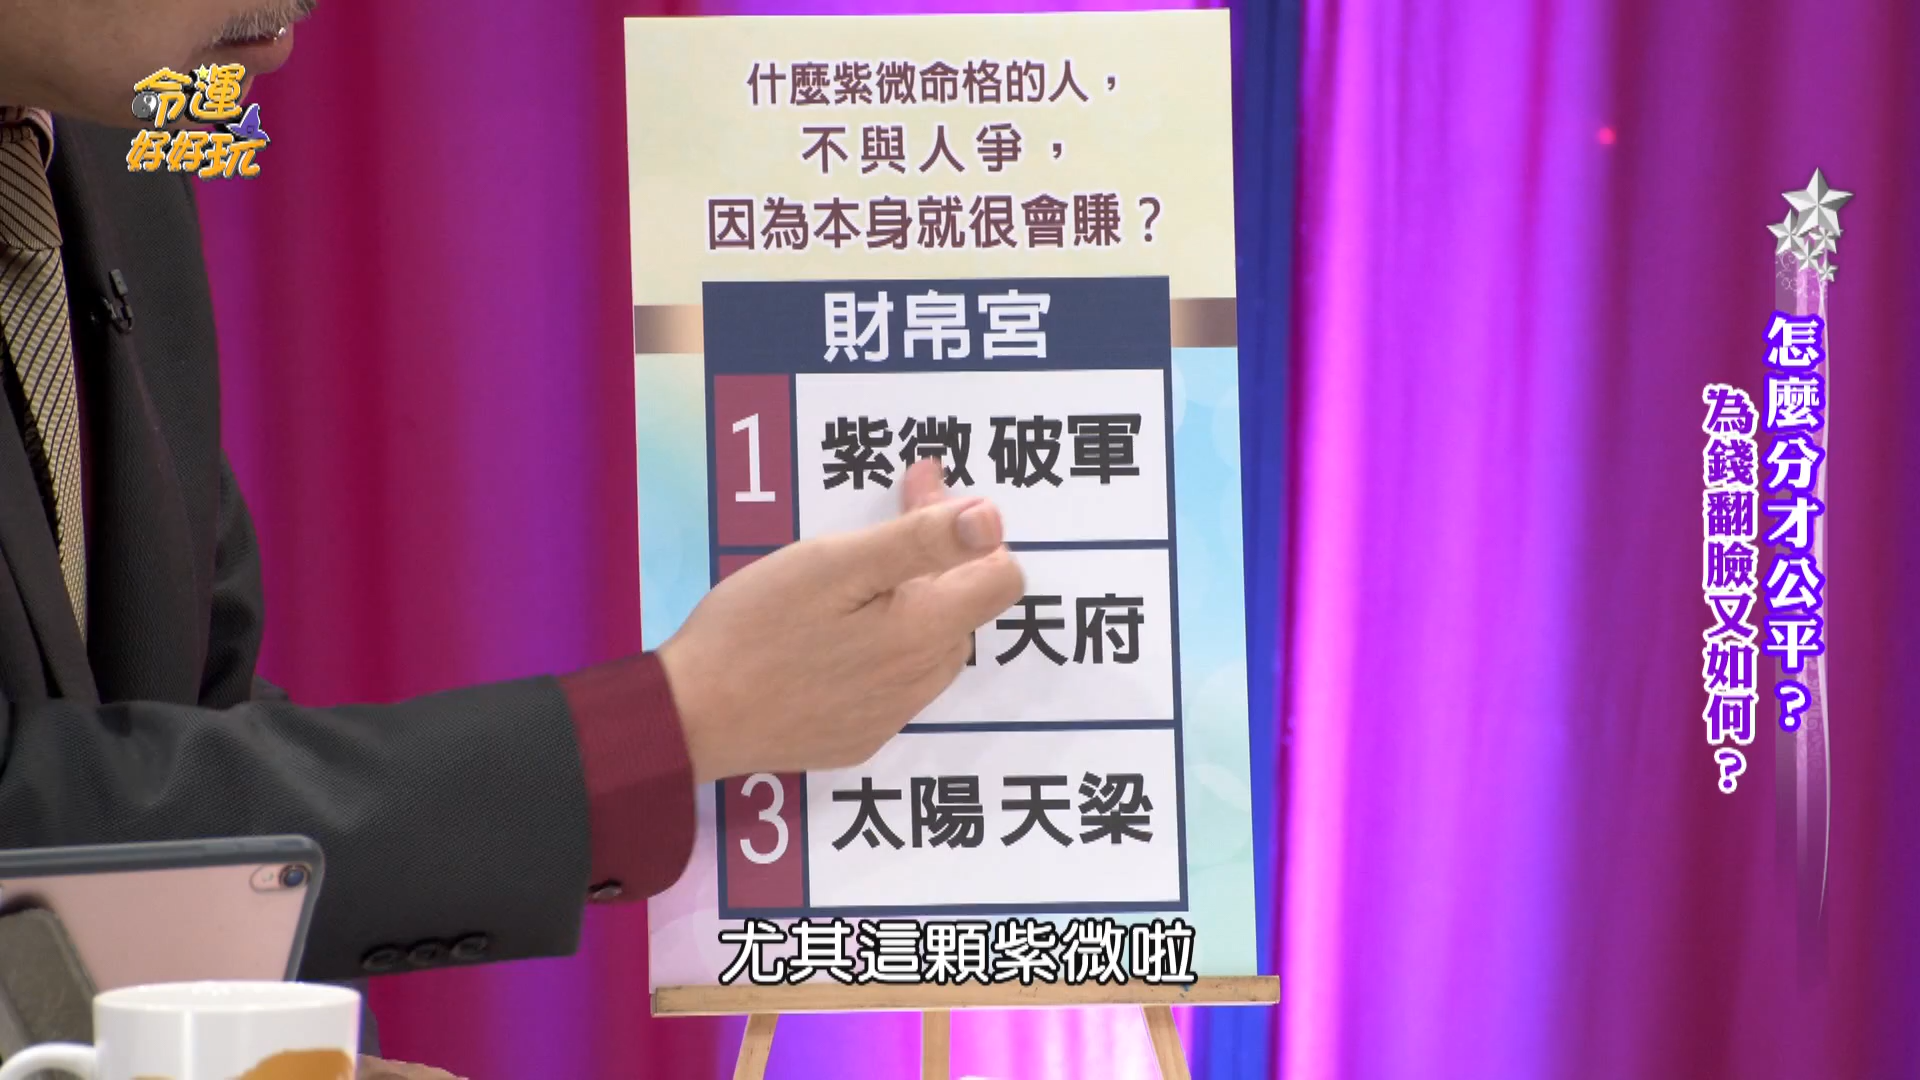 命運
好好玩
什麼紫微命格的人，
不與人爭，
因為本身就很會賺？
財帛宮
1
紫微 破軍
天府
3
太陽 天梁
怎麼分才公平？
為錢翻臉又如何？
尤其這顆紫微啦